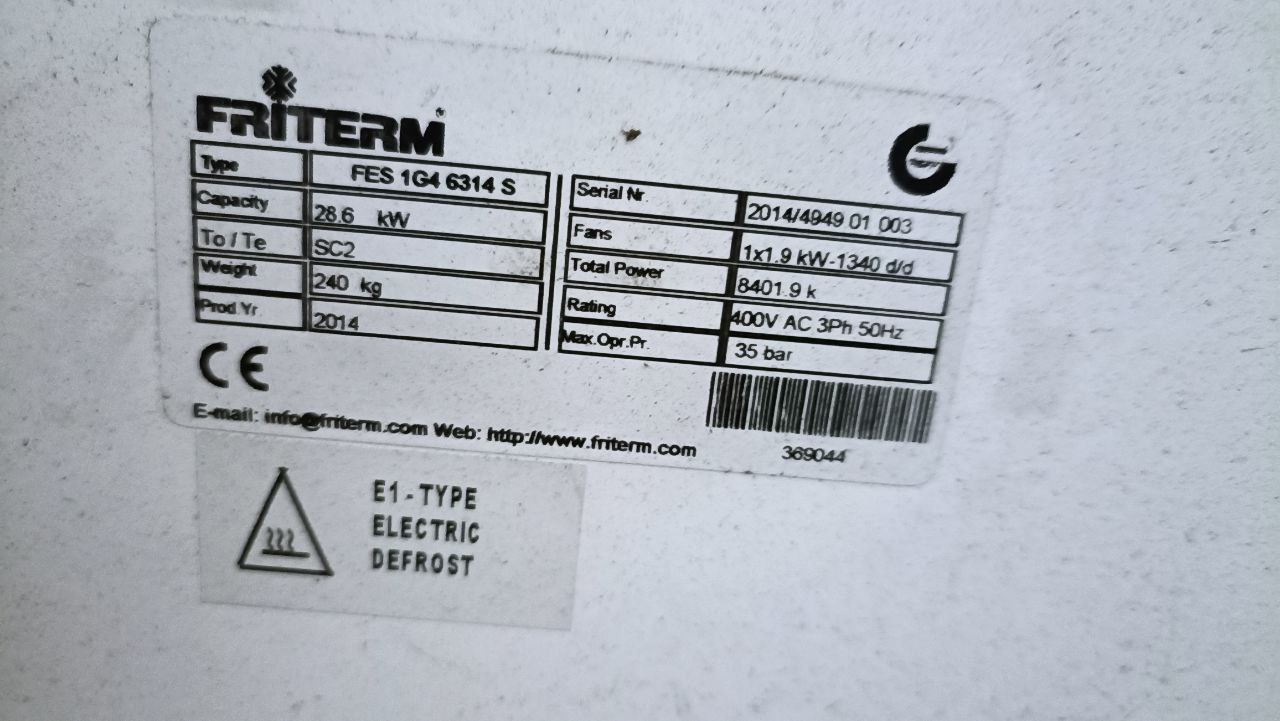 FRITERM
Type FES 1G4 6314 S
Capacity 28.6 kW
To / Te SC2
Weight 240 kg
Prod.Yr 2014
Serial Nr. 2014/4949 01 003
Fans 1x1.9 kW-1340 d/d
Total Power 8401.9 k
Rating 400V AC 3Ph 50Hz
Max.Opr.Pr. 35 bar
CE
369044
E-mail: info@friterm.com Web: http://www.friterm.com
E1-TYPE
ELECTRIC
DEFROST